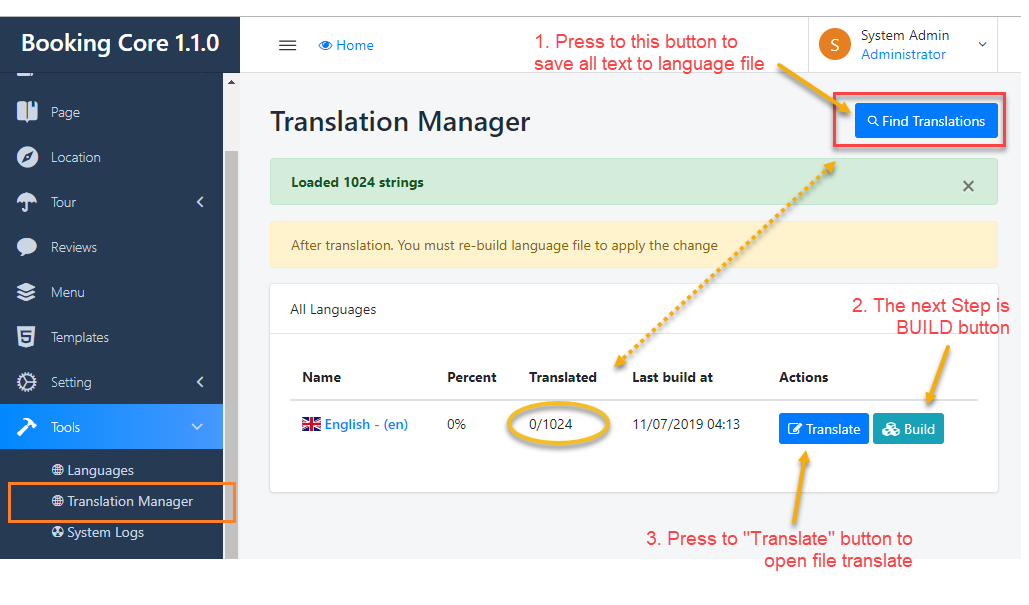 Booking Core 1.1.0
Home
1. Press to this button to
save all text to language file
S
System Admin
Administrator
Page
Location
Tour
Reviews
Menu
Templates
Setting
Tools
Languages
Translation Manager
System Logs
Translation Manager
Find Translations
Loaded 1024 strings
×
After translation. You must re-build language file to apply the change
All Languages
2. The next Step is
BUILD button
Name Percent Translated Last build at Actions
English - (en) 0% 0/1024 11/07/2019 04:13 Translate Build
3. Press to "Translate" button to
open file translate